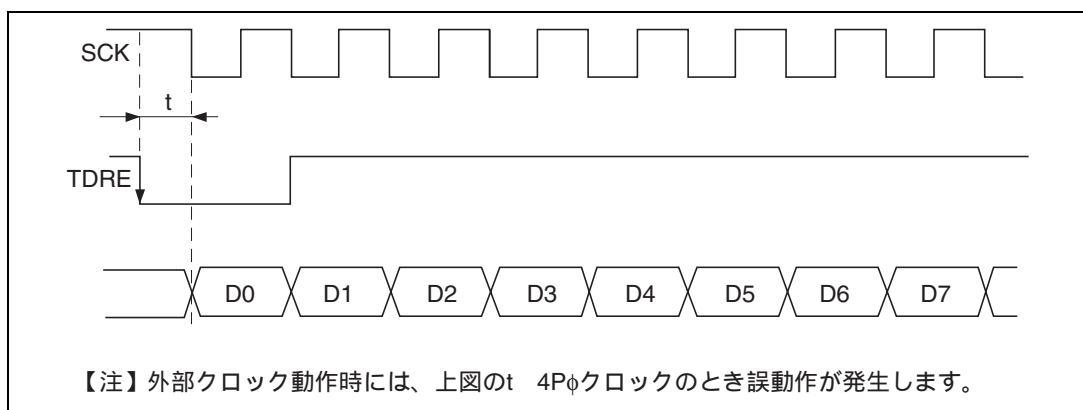 SCK
t
TDRE
D0 D1 D2 D3 D4 D5 D6 D7
【注】外部クロック動作時には、上図のt 4Pφクロックのとき誤動作が発生します。